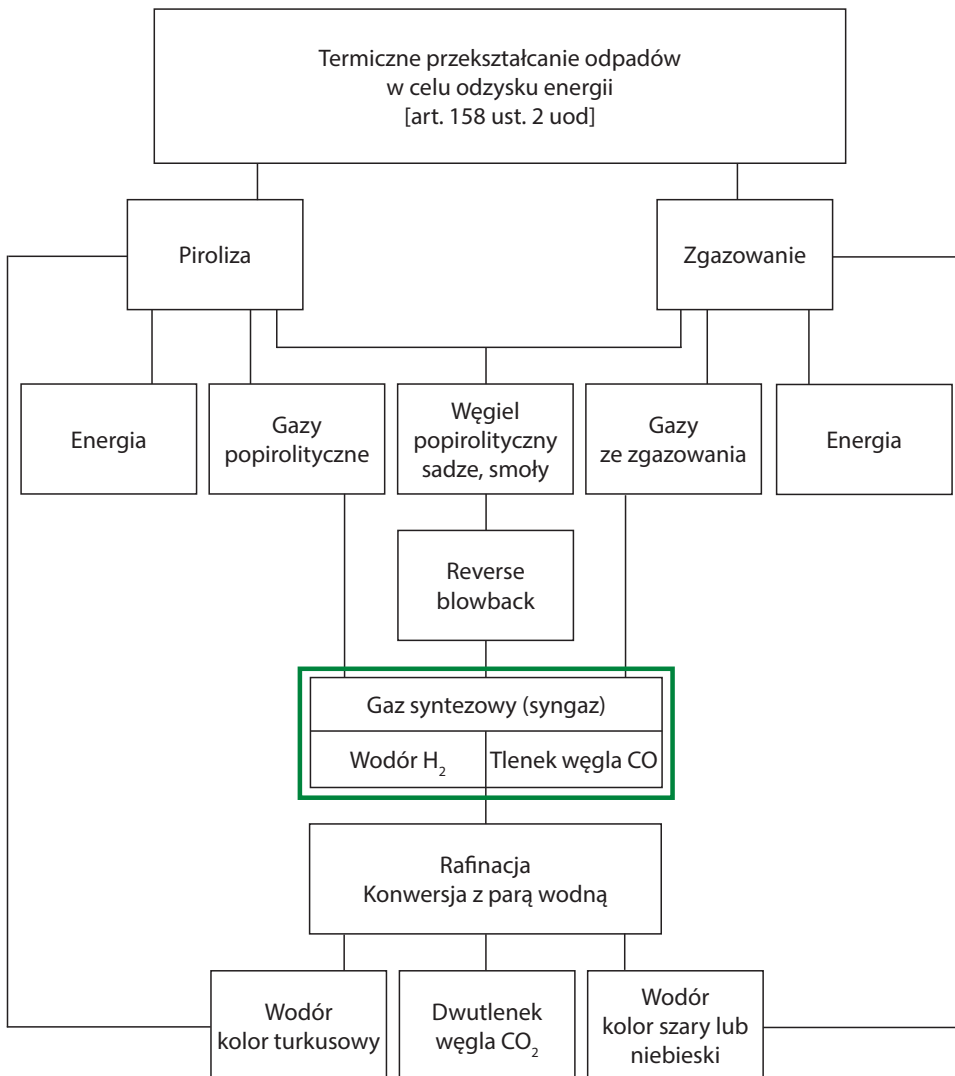 Termiczne przekształcanie odpadów
w celu odzysku energii
[art. 158 ust. 2 uod]
Piroliza
Zgazowanie
Energia
Gazy
popirolityczne
Węgiel
popirolityczny
sadze, smoły
Gazy
ze zgazowania
Energia
Reverse
blowback
Gaz syntezowy (syngaz)
Wodór H₂
Tlenek węgla CO
Rafinacja
Konwersja z parą wodną
Wodór
kolor turkusowy
Dwutlenek
węgla CO₂
Wodór
kolor szary lub
niebieski